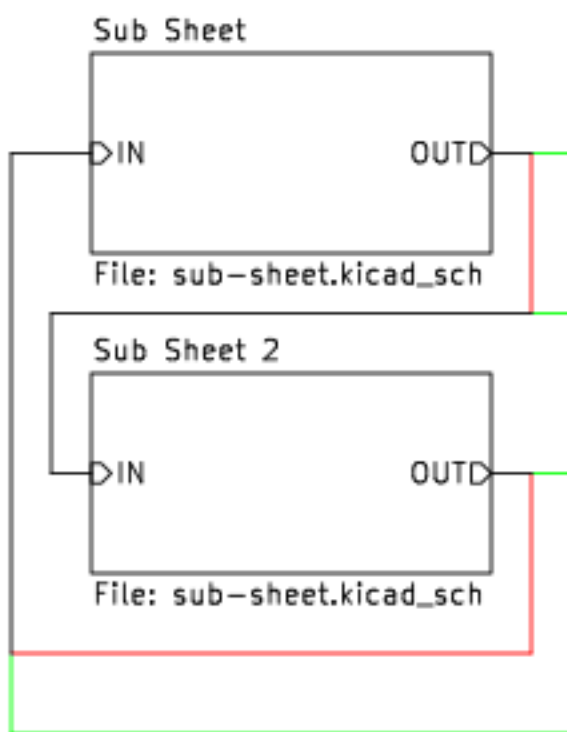 Sub Sheet
IN OUT
File: sub-sheet.kicad_sch
Sub Sheet 2
IN OUT
File: sub-sheet.kicad_sch